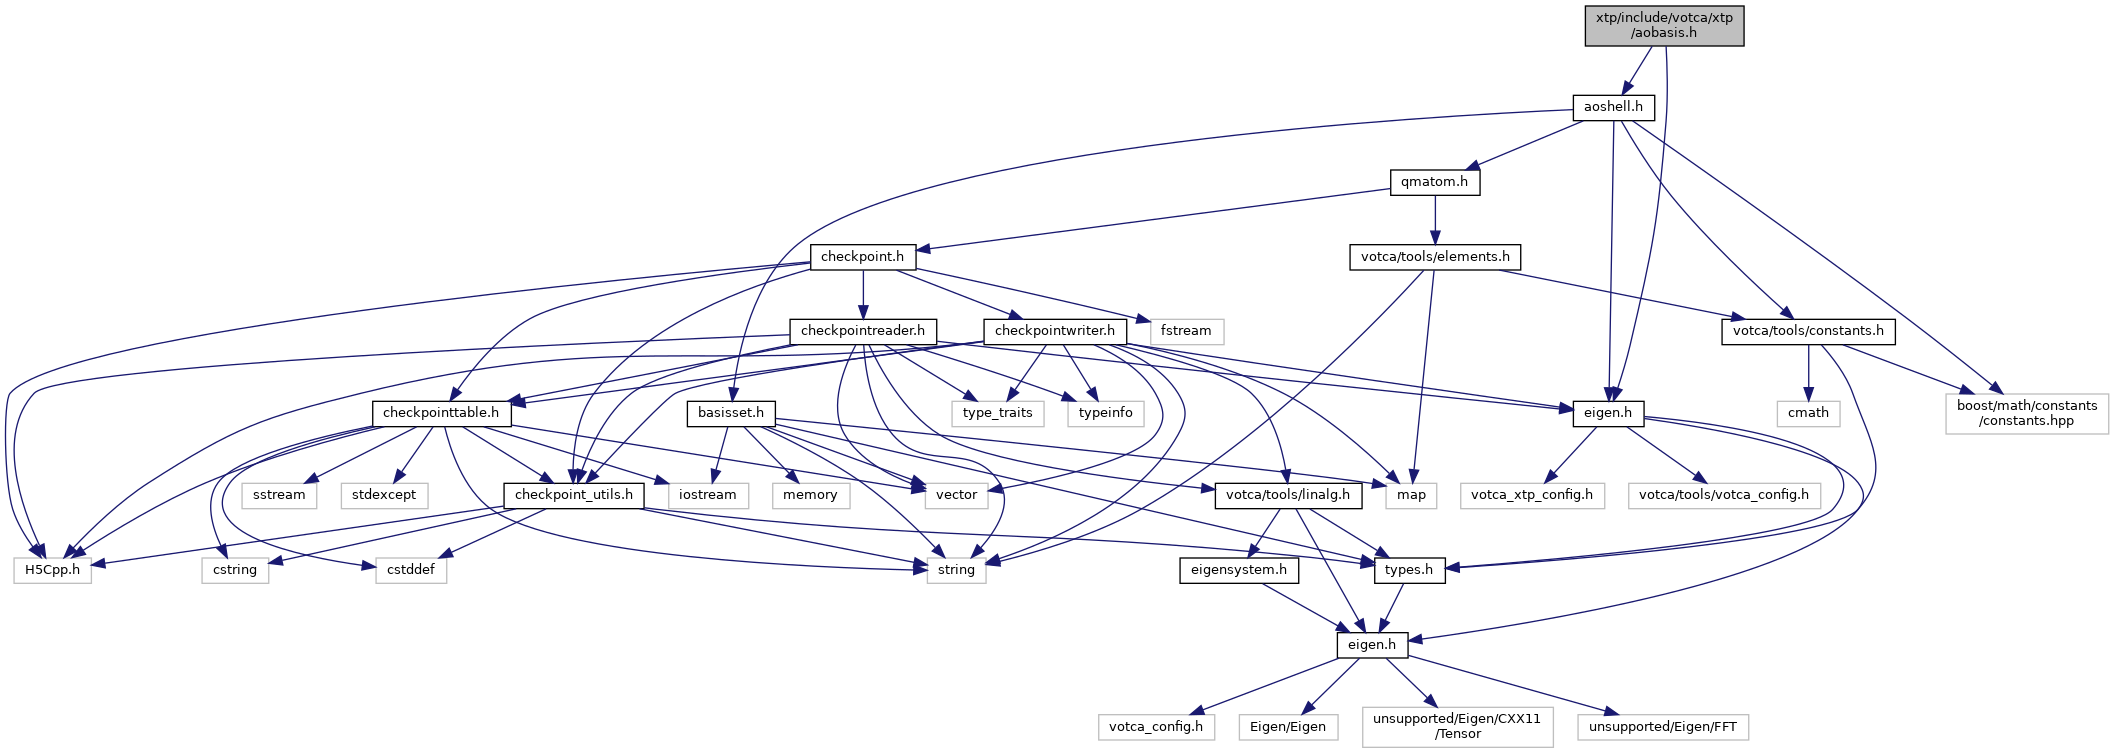 xtp/include/votca/xtp
/aobasis.h
aoshell.h
qmatom.h
checkpoint.h
votca/tools/elements.h
checkpointreader.h
checkpointwriter.h
fstream
votca/tools/constants.h
checkpointtable.h
basisset.h
type_traits
typeinfo
eigen.h
cmath
boost/math/constants
/constants.hpp
sstream
stdexcept
checkpoint_utils.h
iostream
memory
vector
votca/tools/linalg.h
map
votca_xtp_config.h
votca/tools/votca_config.h
H5Cpp.h
cstring
cstddef
string
eigensystem.h
types.h
eigen.h
votca_config.h
Eigen/Eigen
unsupported/Eigen/CXX11
/Tensor
unsupported/Eigen/FFT